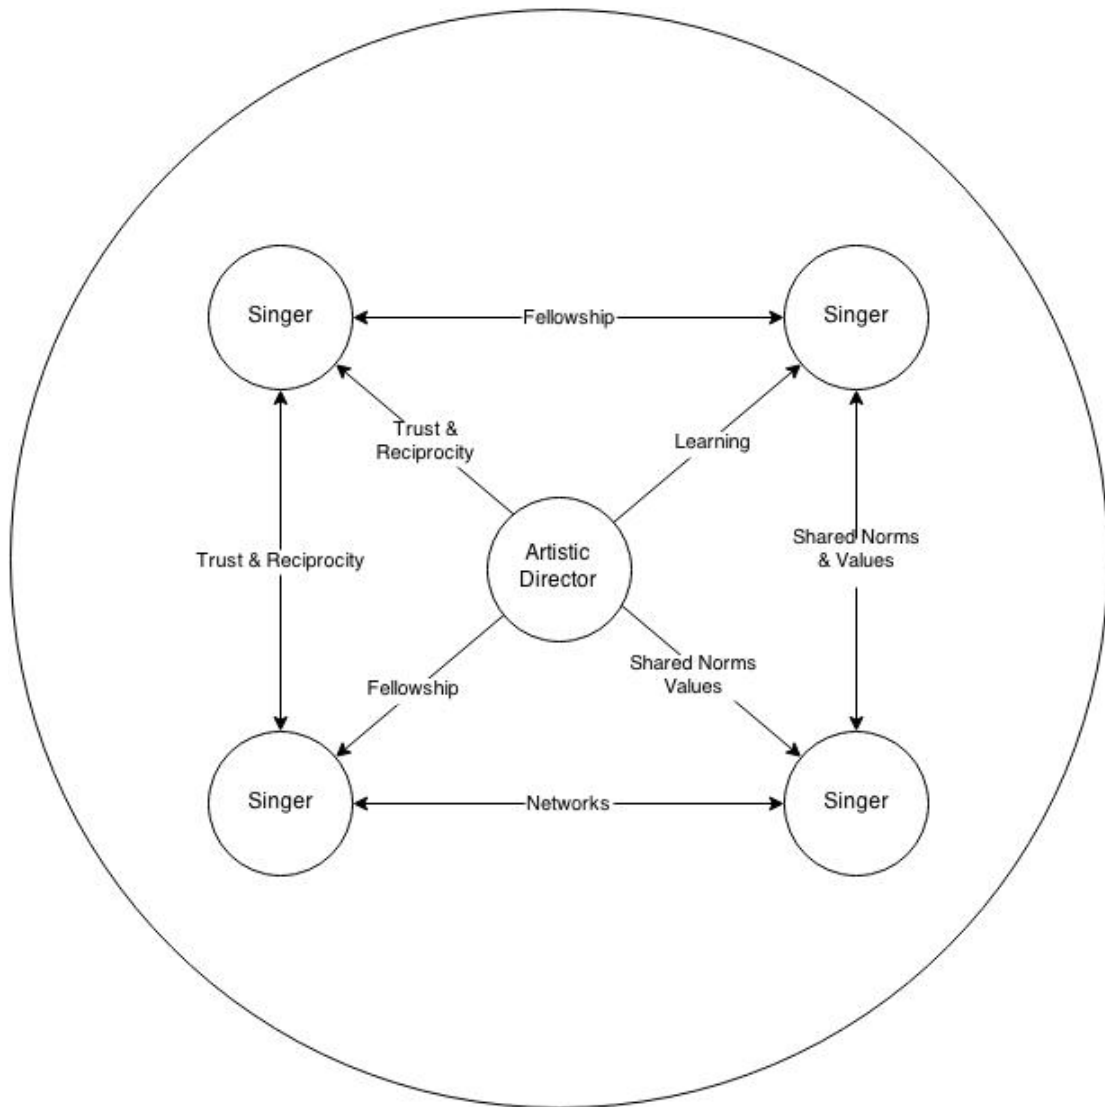 Singer
Fellowship
Singer
Trust &
Reciprocity
Learning
Trust & Reciprocity
Artistic
Director
Shared Norms
& Values
Fellowship
Shared Norms
Values
Singer
Networks
Singer